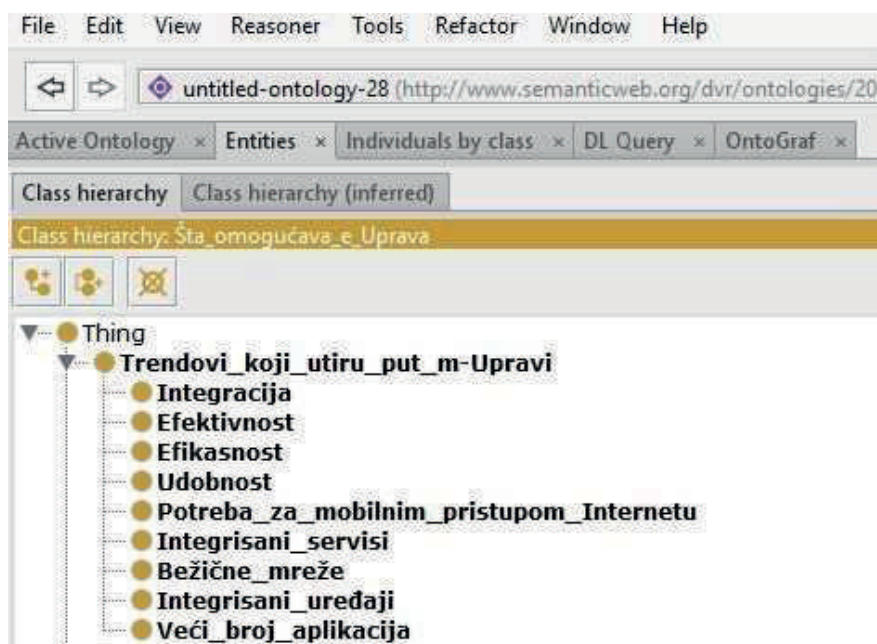 File Edit View Reasoner Tools Refactor Window Help
untitled-ontology-28 (http://www.semanticweb.org/dvr/ontologies/20
Active Ontology × Entities × Individuals by class × DL Query × OntoGraf ×
Class hierarchy Class hierarchy (inferred)
Class hierarchy: Šta_omogućava_e_Uprava
Thing
Trendovi_koji_utiru_put_m-Upravi
Integracija
Efektivnost
Efikasnost
Udobnost
Potreba_za_mobilnim_pristupom_Internetu
Integrisani_servisi
Bežične_mreže
Integrisani_uređaji
Veći_broj_aplikacija